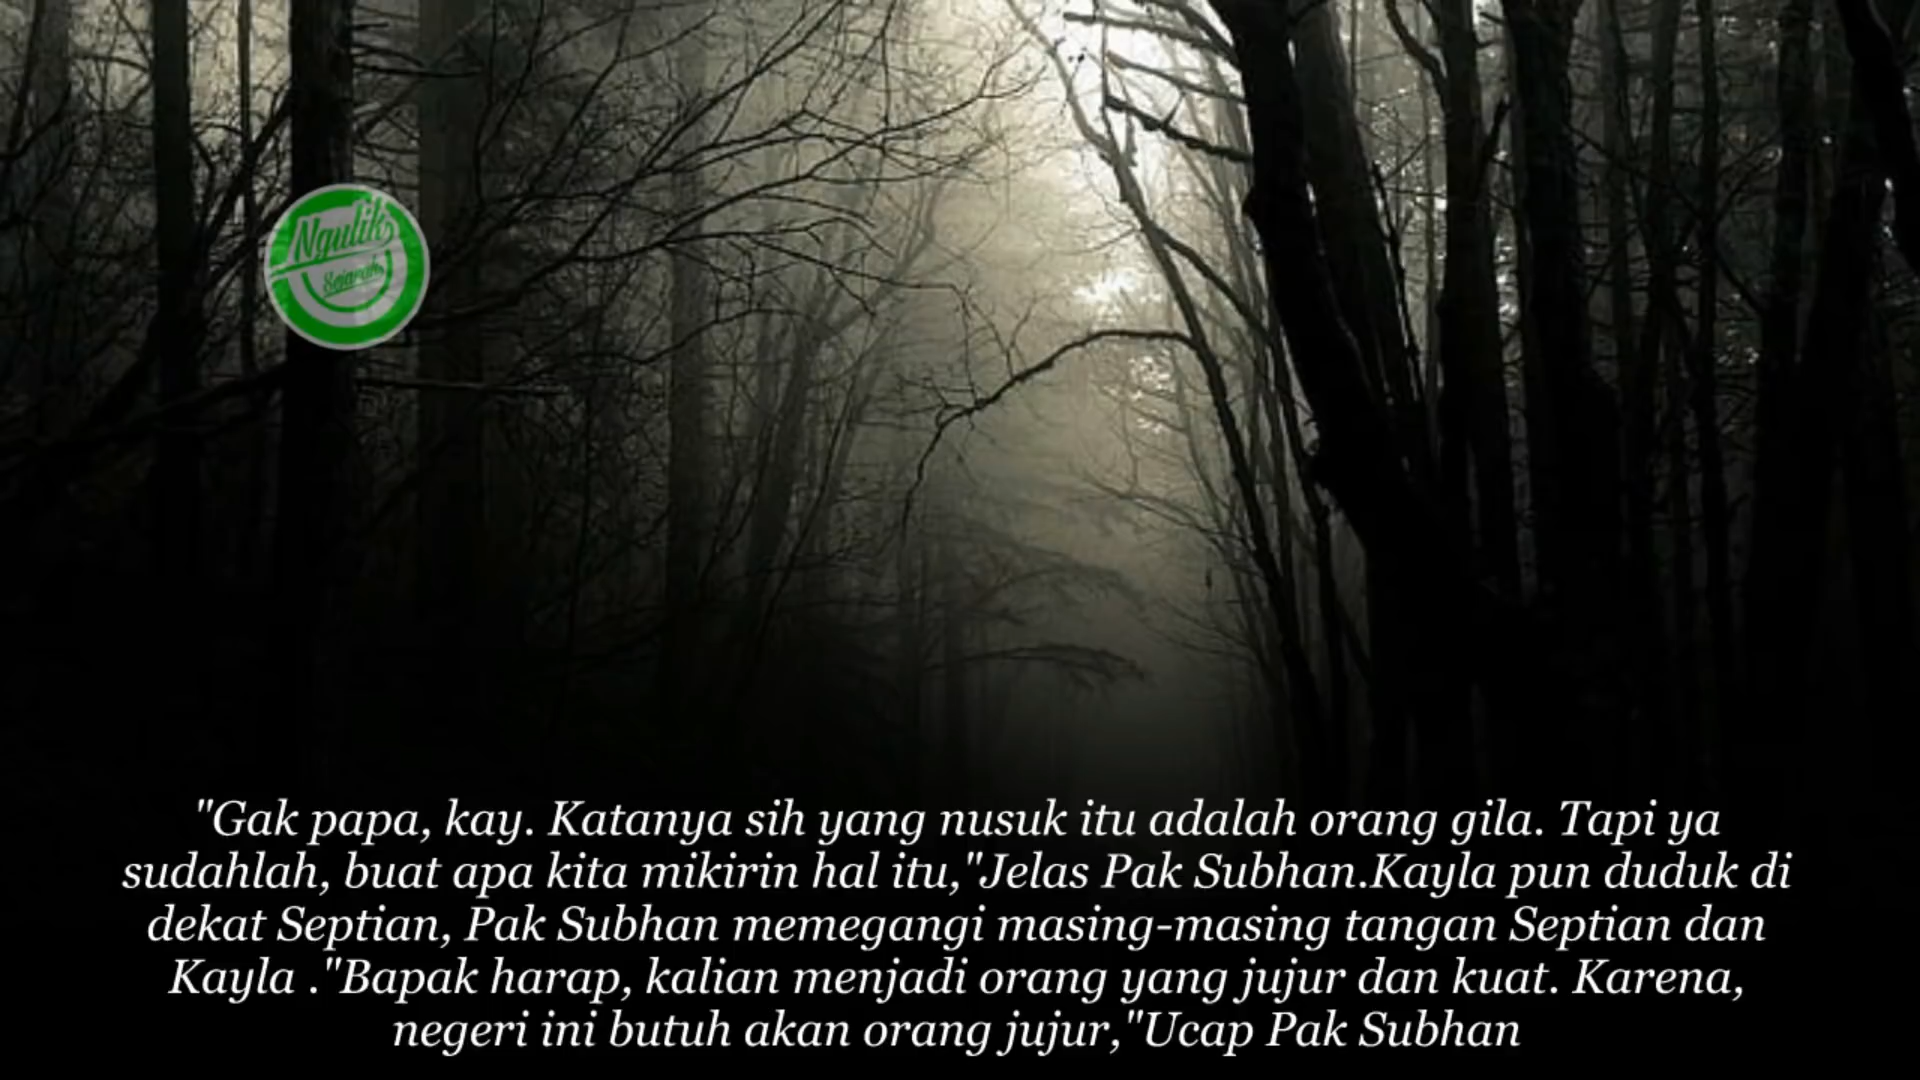 Ngulik
Sejarah
"Gak papa, kay. Katanya sih yang nusuk itu adalah orang gila. Tapi ya
sudahlah, buat apa kita mikirin hal itu,"Jelas Pak Subhan.Kayla pun duduk di
dekat Septian, Pak Subhan memegangi masing-masing tangan Septian dan
Kayla ."Bapak harap, kalian menjadi orang yang jujur dan kuat. Karena,
negeri ini butuh akan orang jujur,"Ucap Pak Subhan